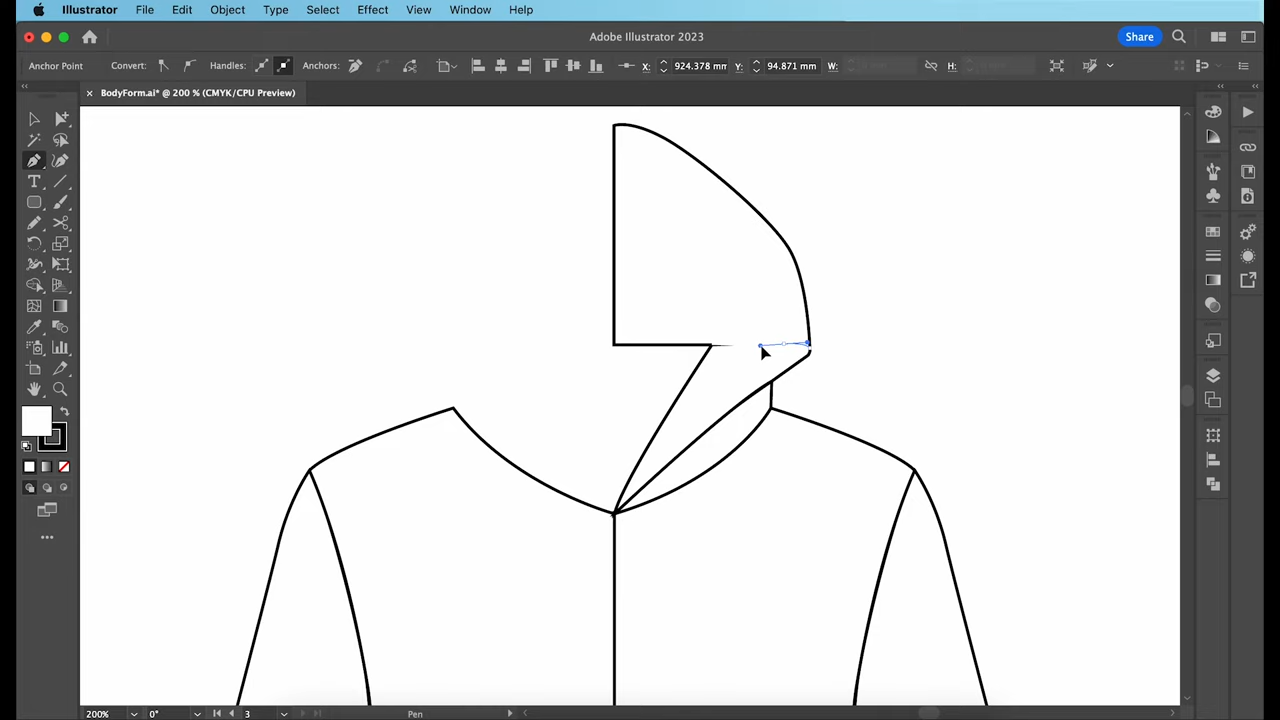 Illustrator File Edit Object Type Select Effect View Window Help
Adobe Illustrator 2023
Share
Anchor Point Convert: Handles: Anchors: X: 924.378 mm Y: 94.871 mm W: H:
BodyForm.ai* @ 200 % (CMYK/CPU Preview)
200% 0° 3 Pen